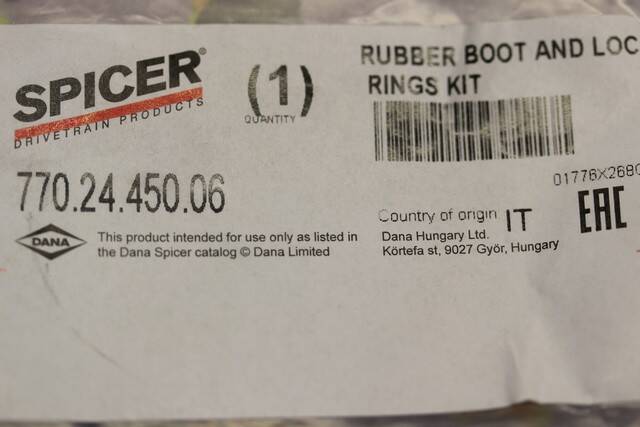 SPICER®
DRIVETRAIN PRODUCTS
(1)
QUANTITY
RUBBER BOOT AND LOC
RINGS KIT
01776X268
770.24.450.06
Country of origin IT
EAC
DANA
This product intended for use only as listed in
the Dana Spicer catalog © Dana Limited
Dana Hungary Ltd.
Körtefa st, 9027 Győr, Hungary